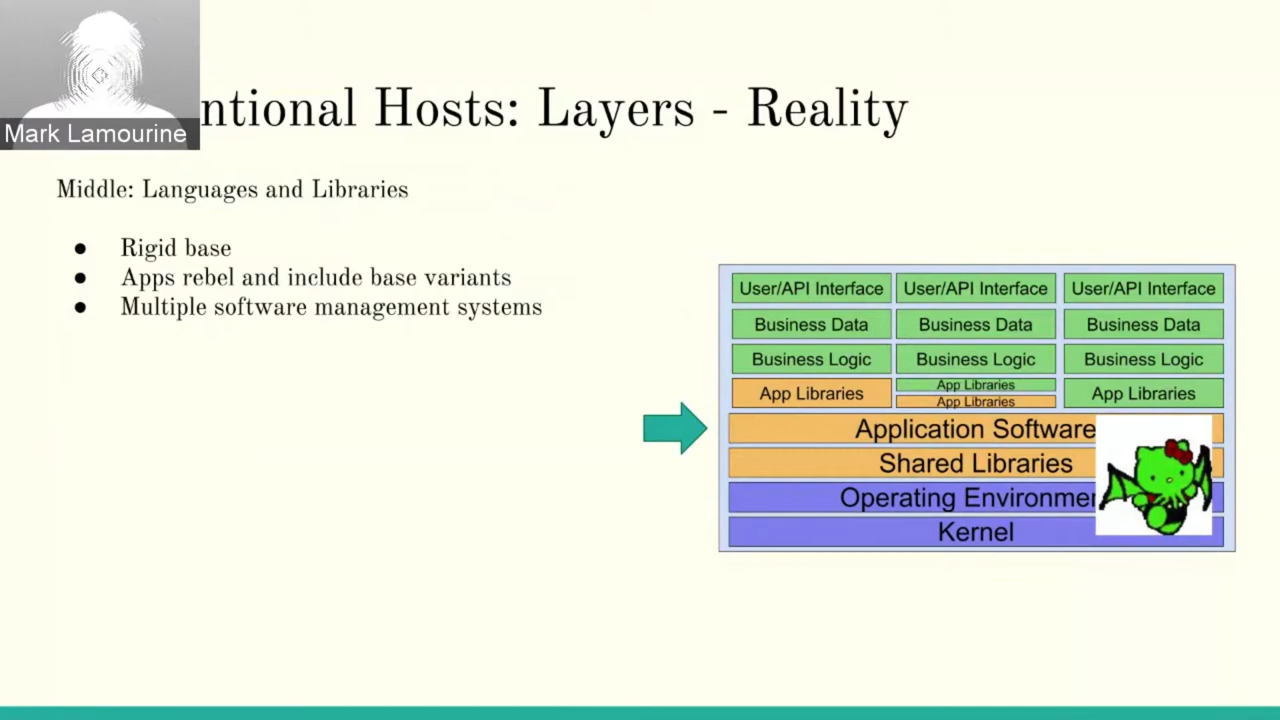 Mark Lamourine
ntional Hosts: Layers - Reality
Middle: Languages and Libraries
● Rigid base
● Apps rebel and include base variants
● Multiple software management systems
User/API Interface User/API Interface User/API Interface
Business Data Business Data Business Data
Business Logic Business Logic Business Logic
App Libraries App Libraries App Libraries
App Libraries
Application Software
Shared Libraries
Operating Environmen
Kernel